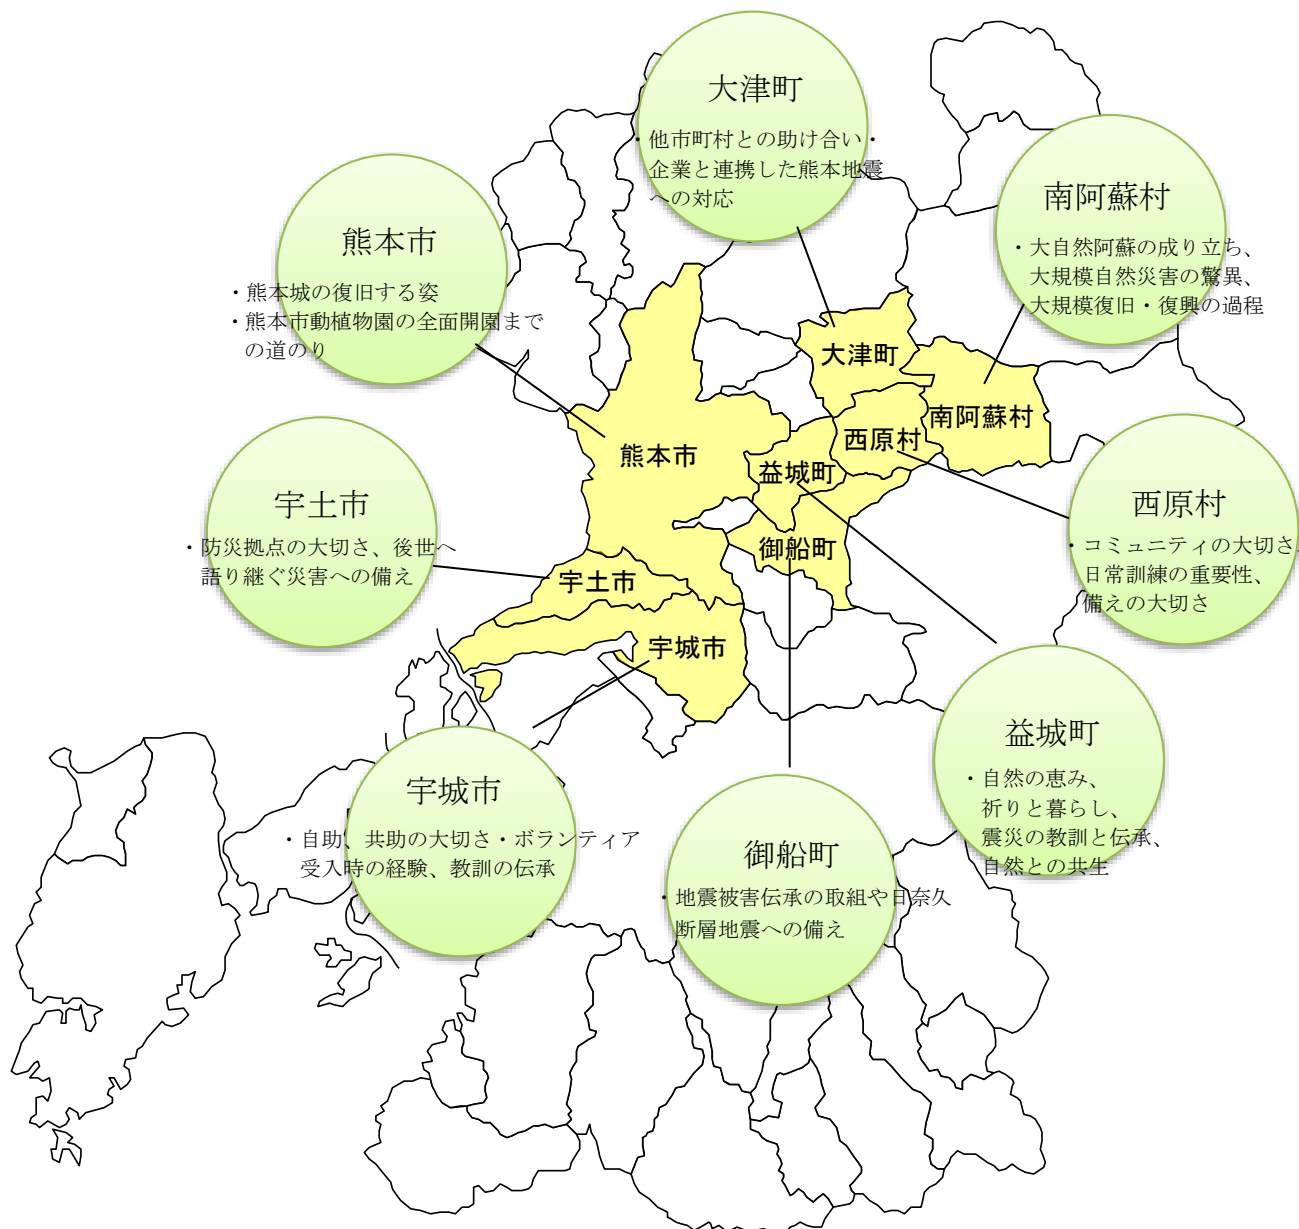 大津町
・他市町村との助け合い・
企業と連携した熊本地震
への対応
南阿蘇村
・大自然阿蘇の成り立ち、
大規模自然災害の驚異、
大規模復旧・復興の過程
熊本市
・熊本城の復旧する姿
・熊本市動植物園の全面開園まで
の道のり
大津町
南阿蘇村
西原村
熊本市
益城町
御船町
宇土市
宇城市
宇土市
・防災拠点の大切さ、後世へ
語り継ぐ災害への備え
西原村
・コミュニティの大切さ、
日常訓練の重要性、
備えの大切さ
益城町
・自然の恵み、
祈りと暮らし、
震災の教訓と伝承、
自然との共生
宇城市
・自助、共助の大切さ・ボランティア
受入時の経験、教訓の伝承
御船町
・地震被害伝承の取組や日奈久
断層地震への備え